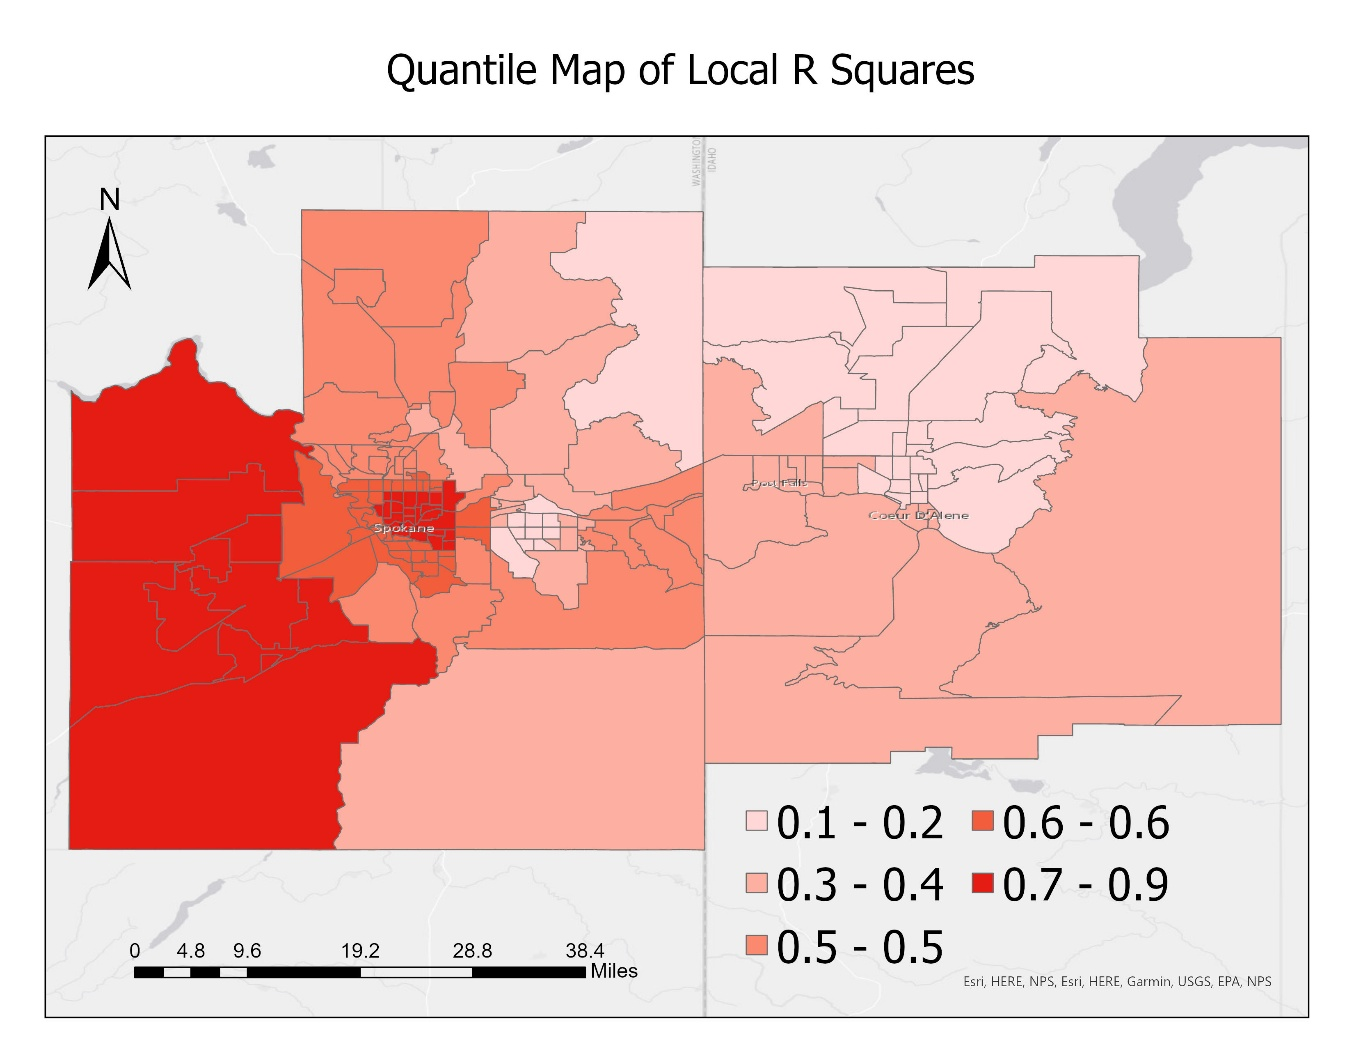 Quantile Map of Local R Squares
WASHINGTON
IDAHO
N
Post Falls
Coeur D'Alene
Spokane
0.1 - 0.2
0.6 - 0.6
0.3 - 0.4
0.7 - 0.9
0.5 - 0.5
0 4.8 9.6 19.2 28.8 38.4
Miles
Esri, HERE, NPS, Esri, HERE, Garmin, USGS, EPA, NPS